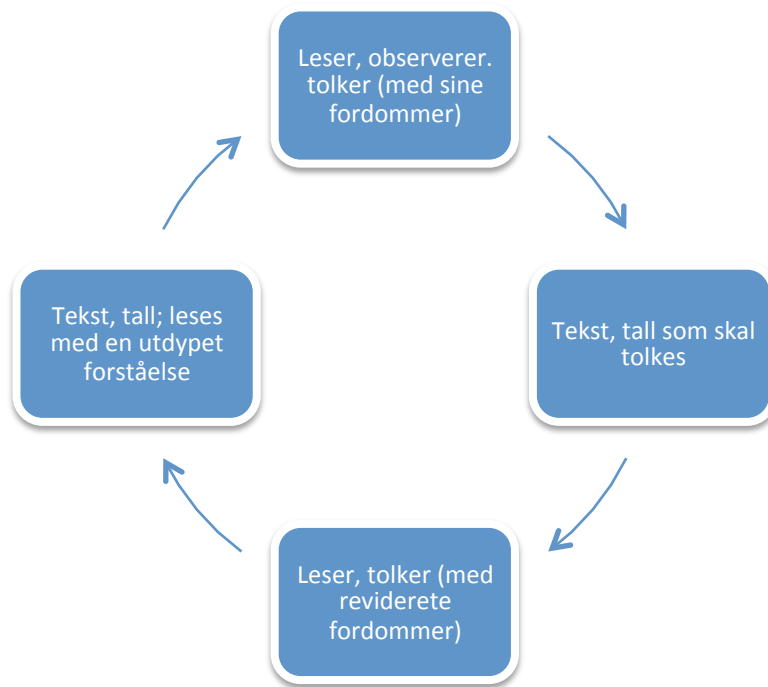 Leser, observerer.
tolker (med sine
fordommer)
Tekst, tall som skal
tolkes
Leser, tolker (med
reviderete
fordommer)
Tekst, tall; leses
med en utdypet
forståelse